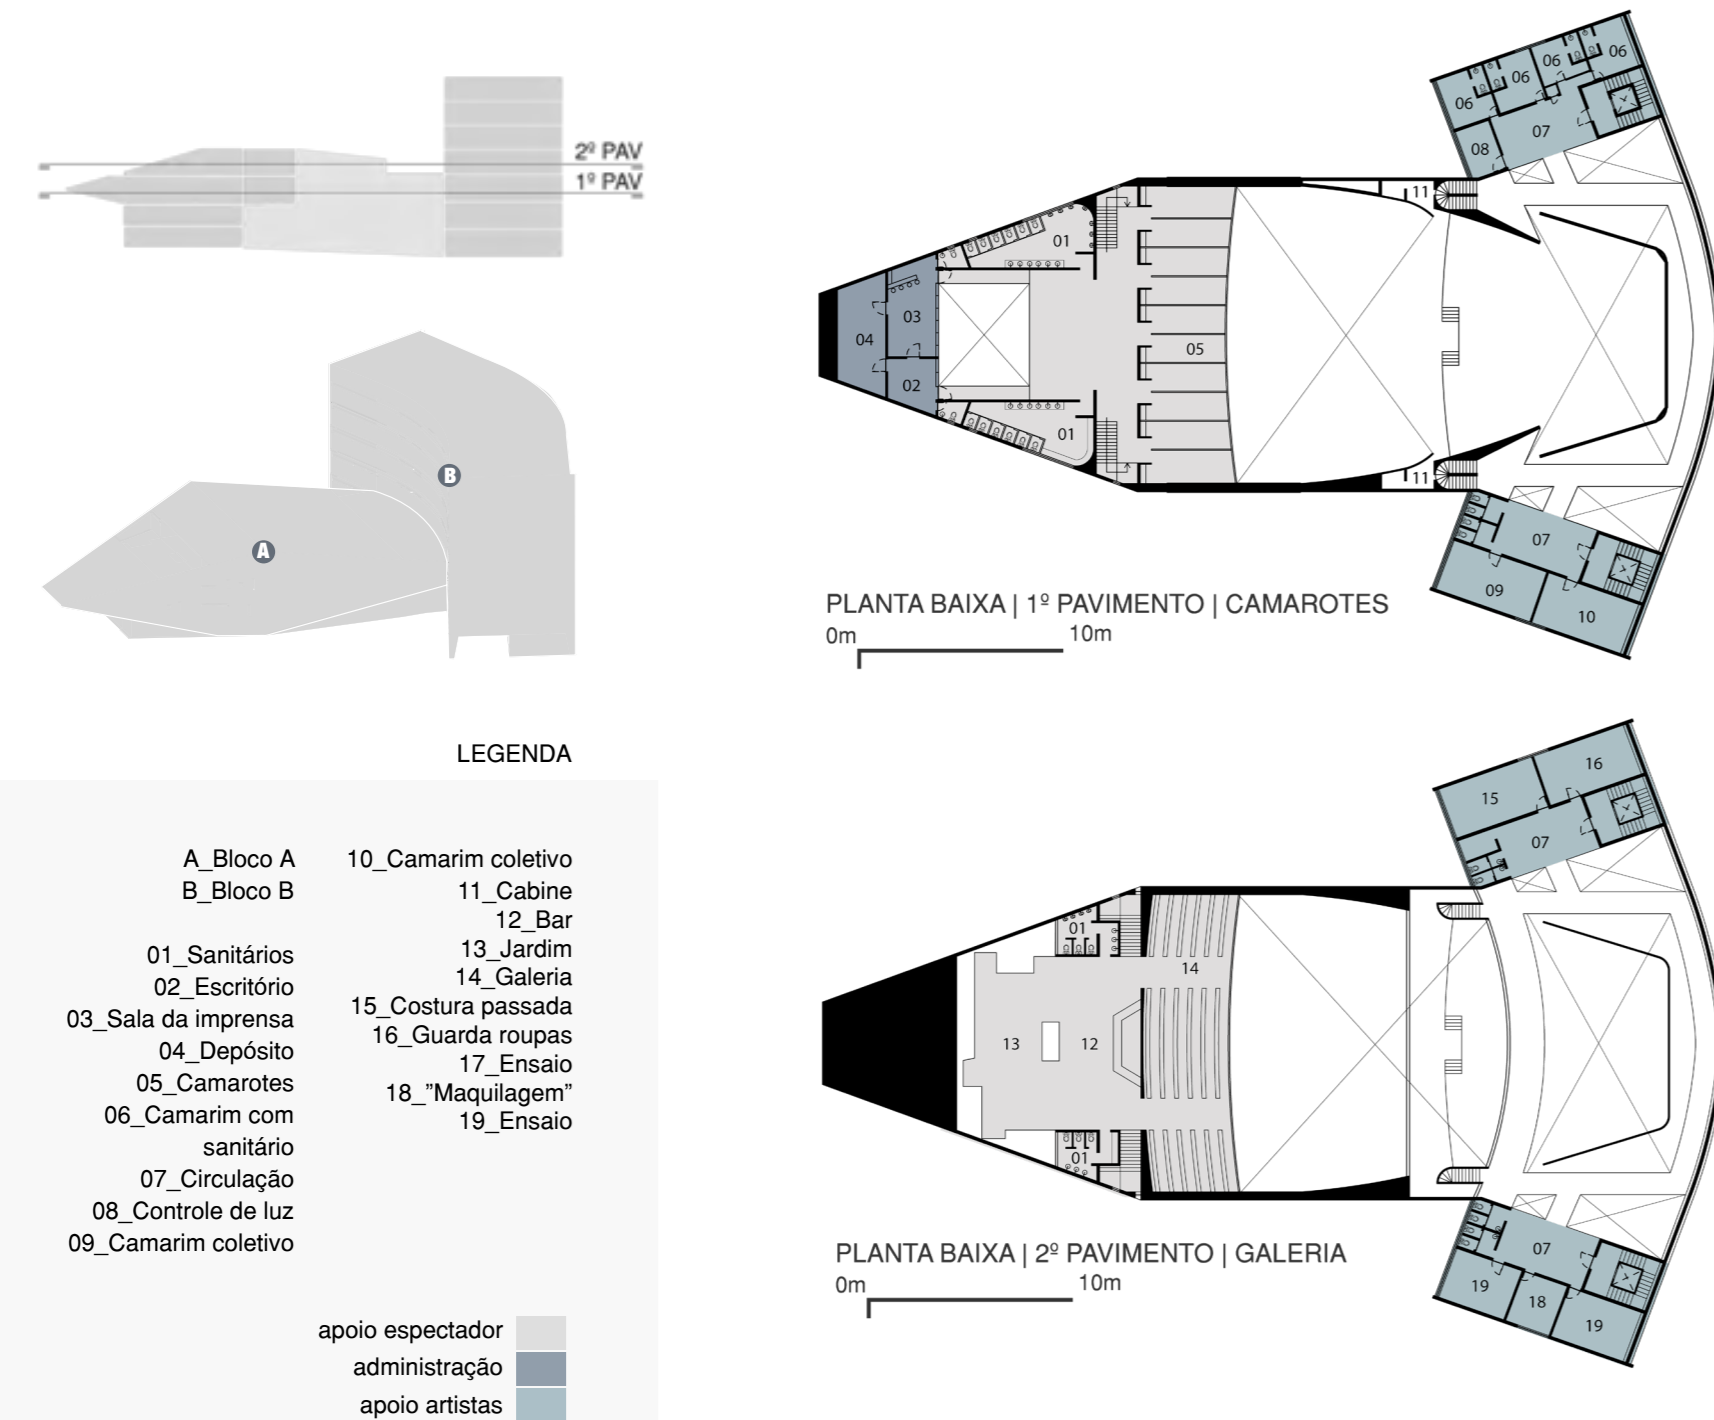 2º PAV
1º PAV
B
A
LEGENDA
A_Bloco A
B_Bloco B
01_Sanitários
02_Escritório
03_Sala da imprensa
04_Depósito
05_Camarotes
06_Camarim com
sanitário
07_Circulação
08_Controle de luz
09_Camarim coletivo
10_Camarim coletivo
11_Cabine
12_Bar
13_Jardim
14_Galeria
15_Costura passada
16_Guarda roupas
17_Ensaio
18_”Maquilagem”
19_Ensaio
apoio espectador
administração
apoio artistas
06
06
06
06
07
08
11
01
03
04
05
02
01
11
07
09
10
PLANTA BAIXA | 1º PAVIMENTO | CAMAROTES
0m 10m
16
15
07
01
14
13
12
01
07
19
18
19
PLANTA BAIXA | 2º PAVIMENTO | GALERIA
0m 10m